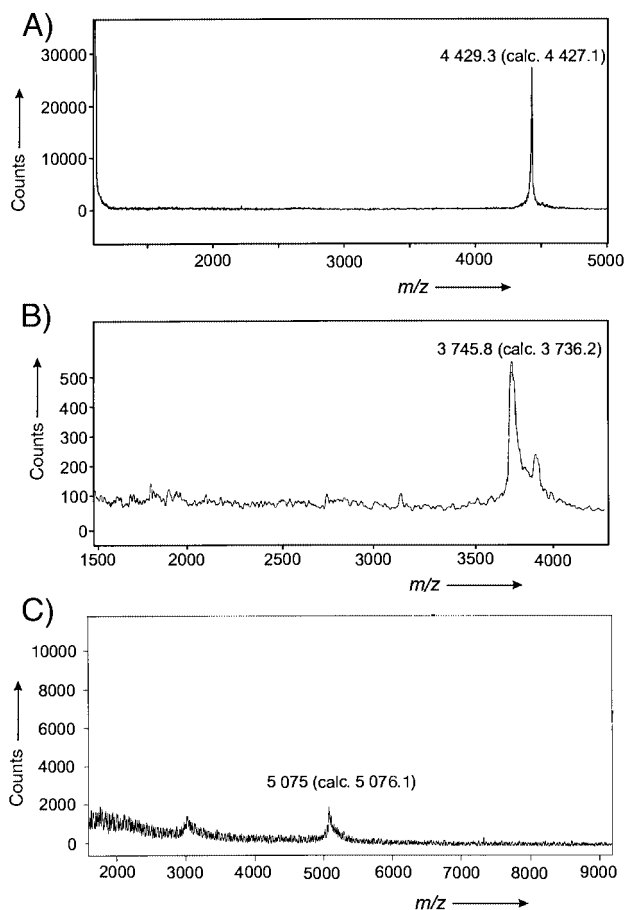 A)
4 429.3 (calc. 4 427.1)
30000
20000
10000
0
Counts
2000 3000 4000 5000
m/z
B)
3 745.8 (calc. 3 736.2)
500
400
300
200
100
0
Counts
1500 2000 2500 3000 3500 4000
m/z
C)
10000
8000
6000
4000
2000
0
Counts
5 075 (calc. 5 076.1)
2000 3000 4000 5000 6000 7000 8000 9000
m/z